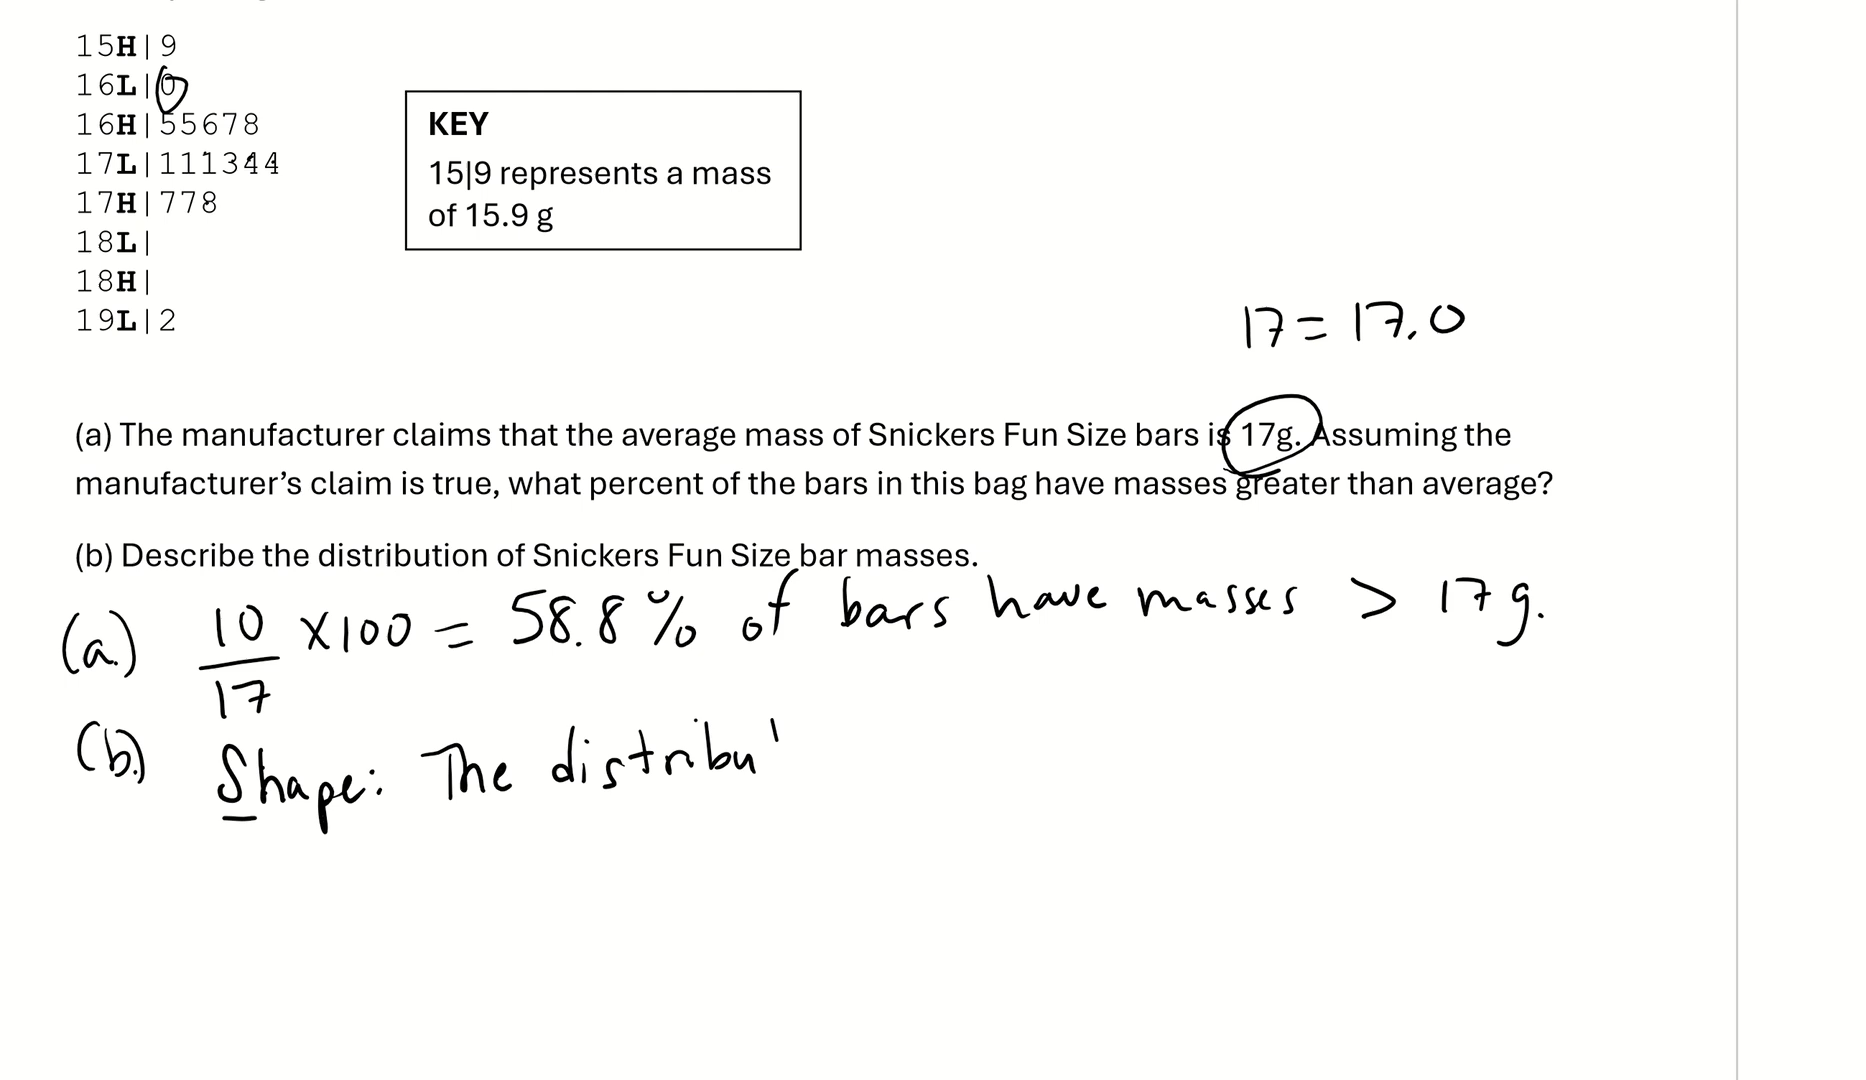 15H|9
16L|0
16H|55678
17L|111344
17H|778
18L|
18H|
19L|2
KEY
15|9 represents a mass
of 15.9 g
17 = 17.0
(a) The manufacturer claims that the average mass of Snickers Fun Size bars is 17g. Assuming the
manufacturer’s claim is true, what percent of the bars in this bag have masses greater than average?
(b) Describe the distribution of Snickers Fun Size bar masses.
(a.) 10/17 x100 = 58.8% of bars have masses > 17g.
(b.) Shape: The distribu